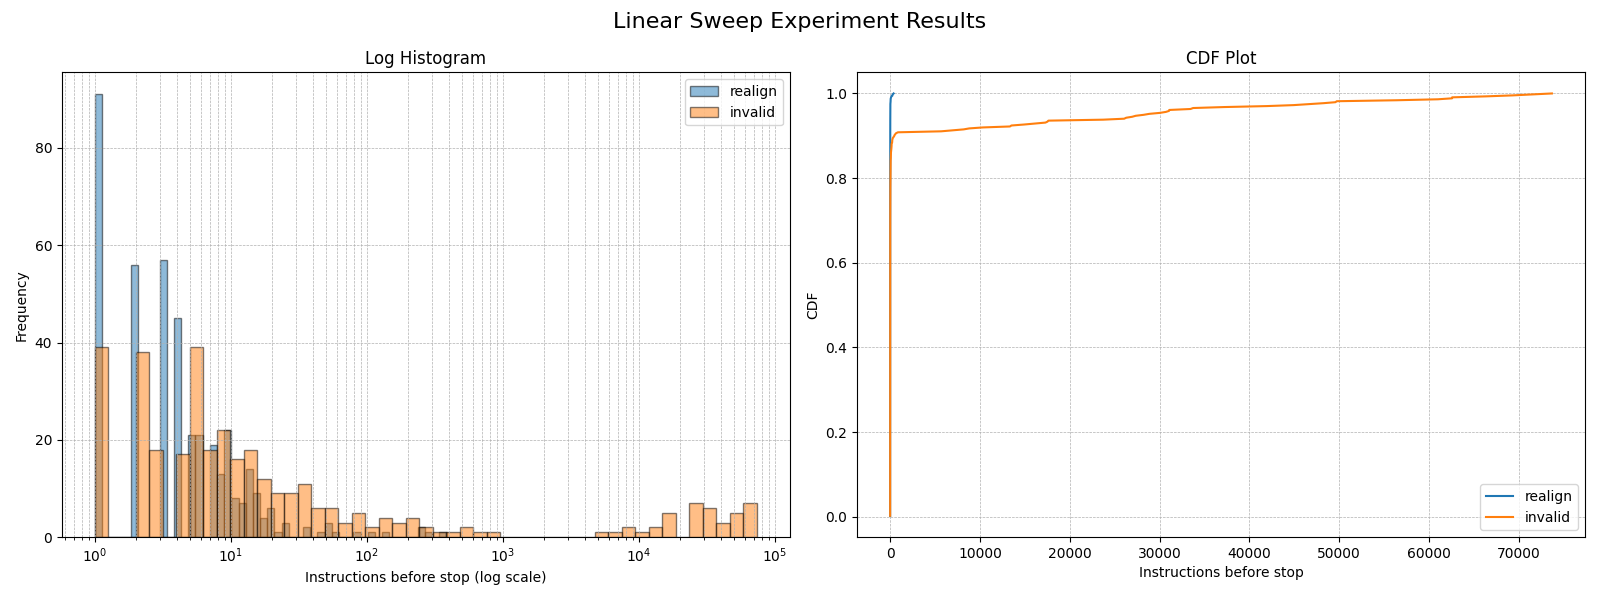 Linear Sweep Experiment Results
Log Histogram
Frequency
80
60
40
20
0
10⁰
10¹
10²
10³
10⁴
10⁵
Instructions before stop (log scale)
realign
invalid
CDF Plot
CDF
1.0
0.8
0.6
0.4
0.2
0.0
0
10000
20000
30000
40000
50000
60000
70000
Instructions before stop
realign
invalid